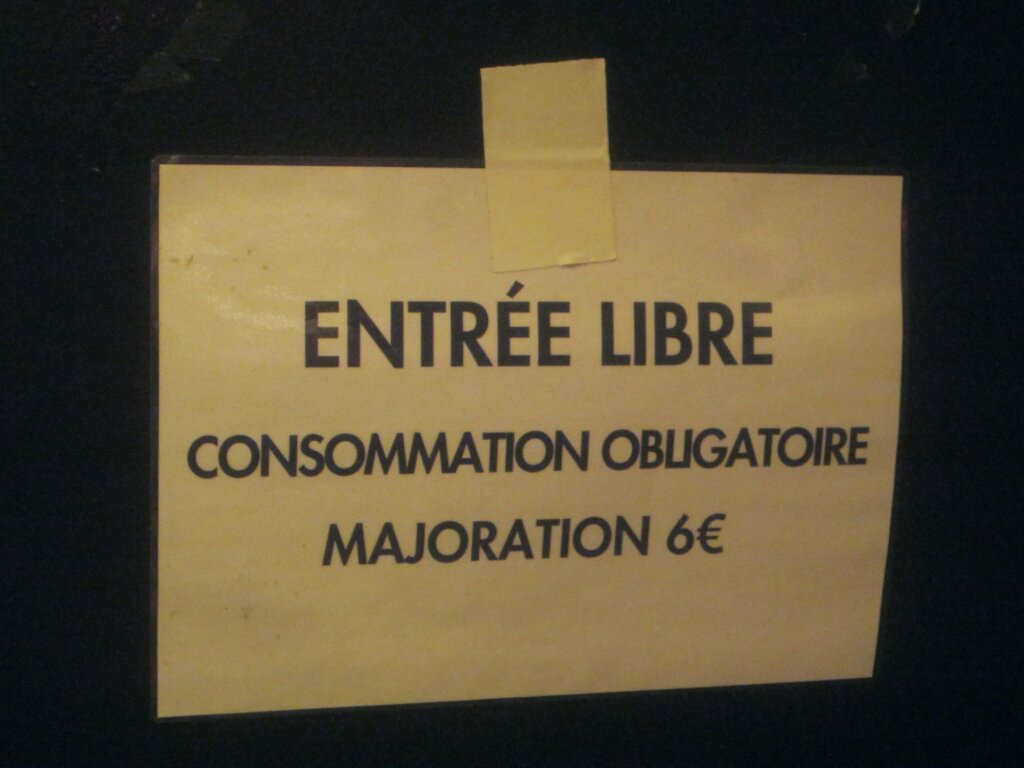 ENTRÉE LIBRE
CONSOMMATION OBLIGATOIRE
MAJORATION 6€